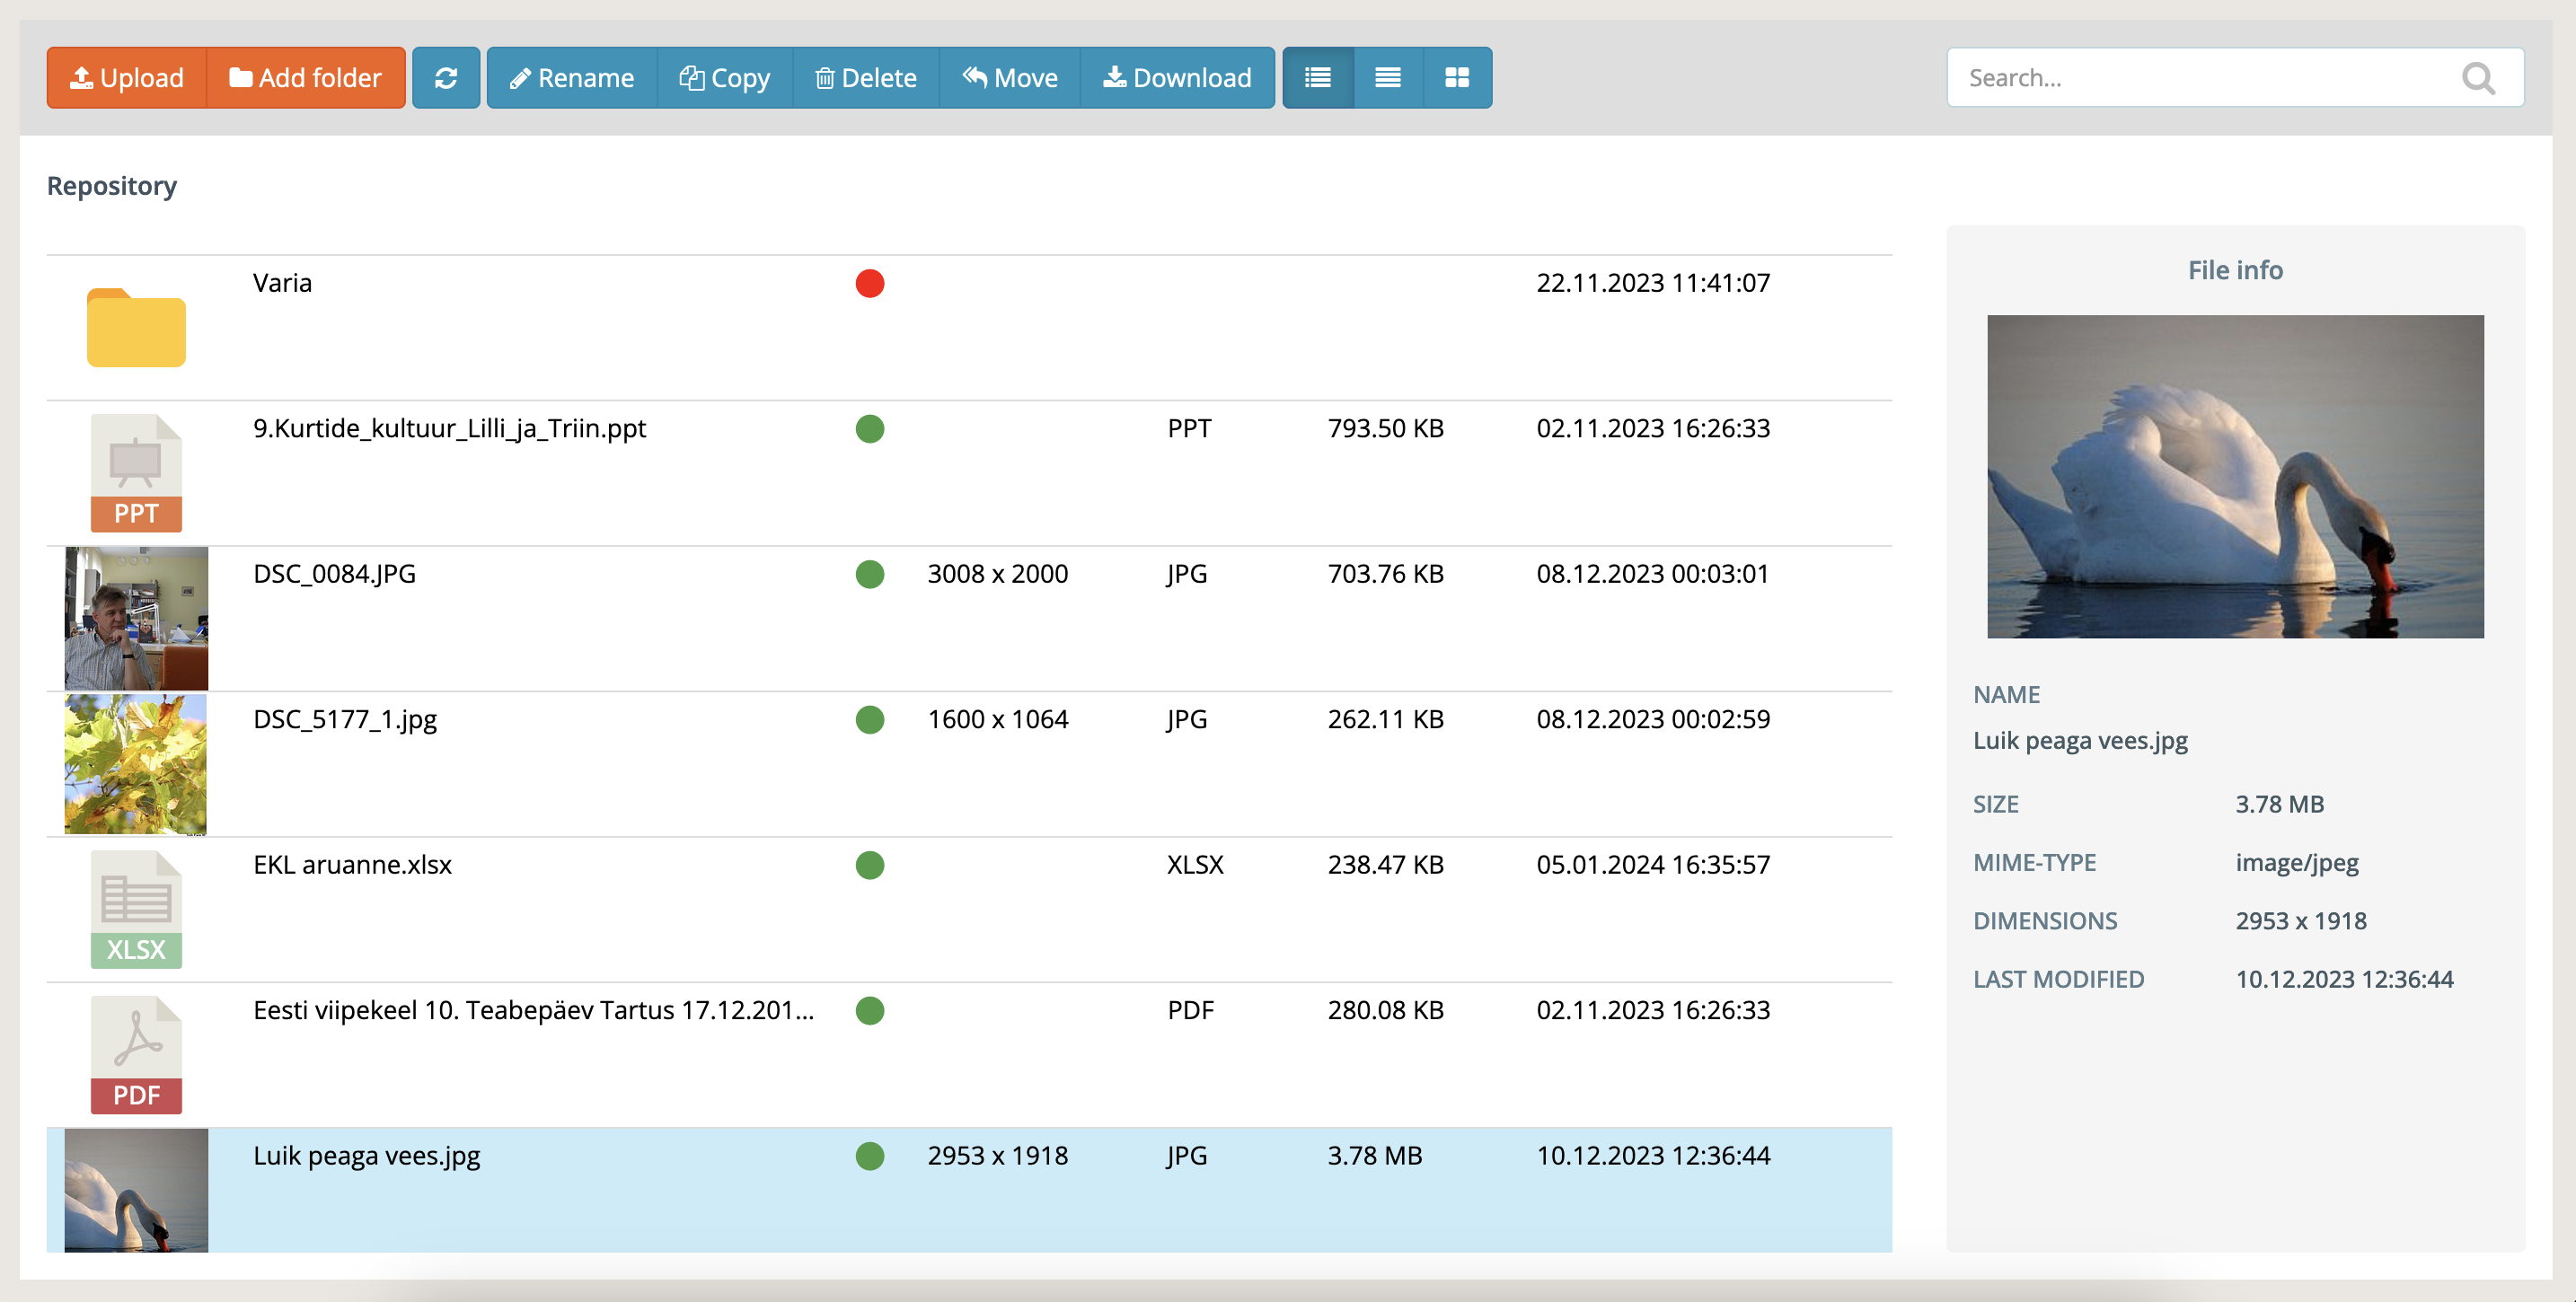 Upload Add folder Rename Copy Delete Move Download Search...
Repository
Varia 22.11.2023 11:41:07
9.Kurtide_kultuur_Lilli_ja_Triin.ppt PPT 793.50 KB 02.11.2023 16:26:33
PPT
DSC_0084.JPG 3008 x 2000 JPG 703.76 KB 08.12.2023 00:03:01
DSC_5177_1.jpg 1600 x 1064 JPG 262.11 KB 08.12.2023 00:02:59
EKL aruanne.xlsx XLSX 238.47 KB 05.01.2024 16:35:57
XLSX
Eesti viipekeel 10. Teabepäev Tartus 17.12.201... PDF 280.08 KB 02.11.2023 16:26:33
PDF
Luik peaga vees.jpg 2953 x 1918 JPG 3.78 MB 10.12.2023 12:36:44
File info
NAME
Luik peaga vees.jpg
SIZE 3.78 MB
MIME-TYPE image/jpeg
DIMENSIONS 2953 x 1918
LAST MODIFIED 10.12.2023 12:36:44